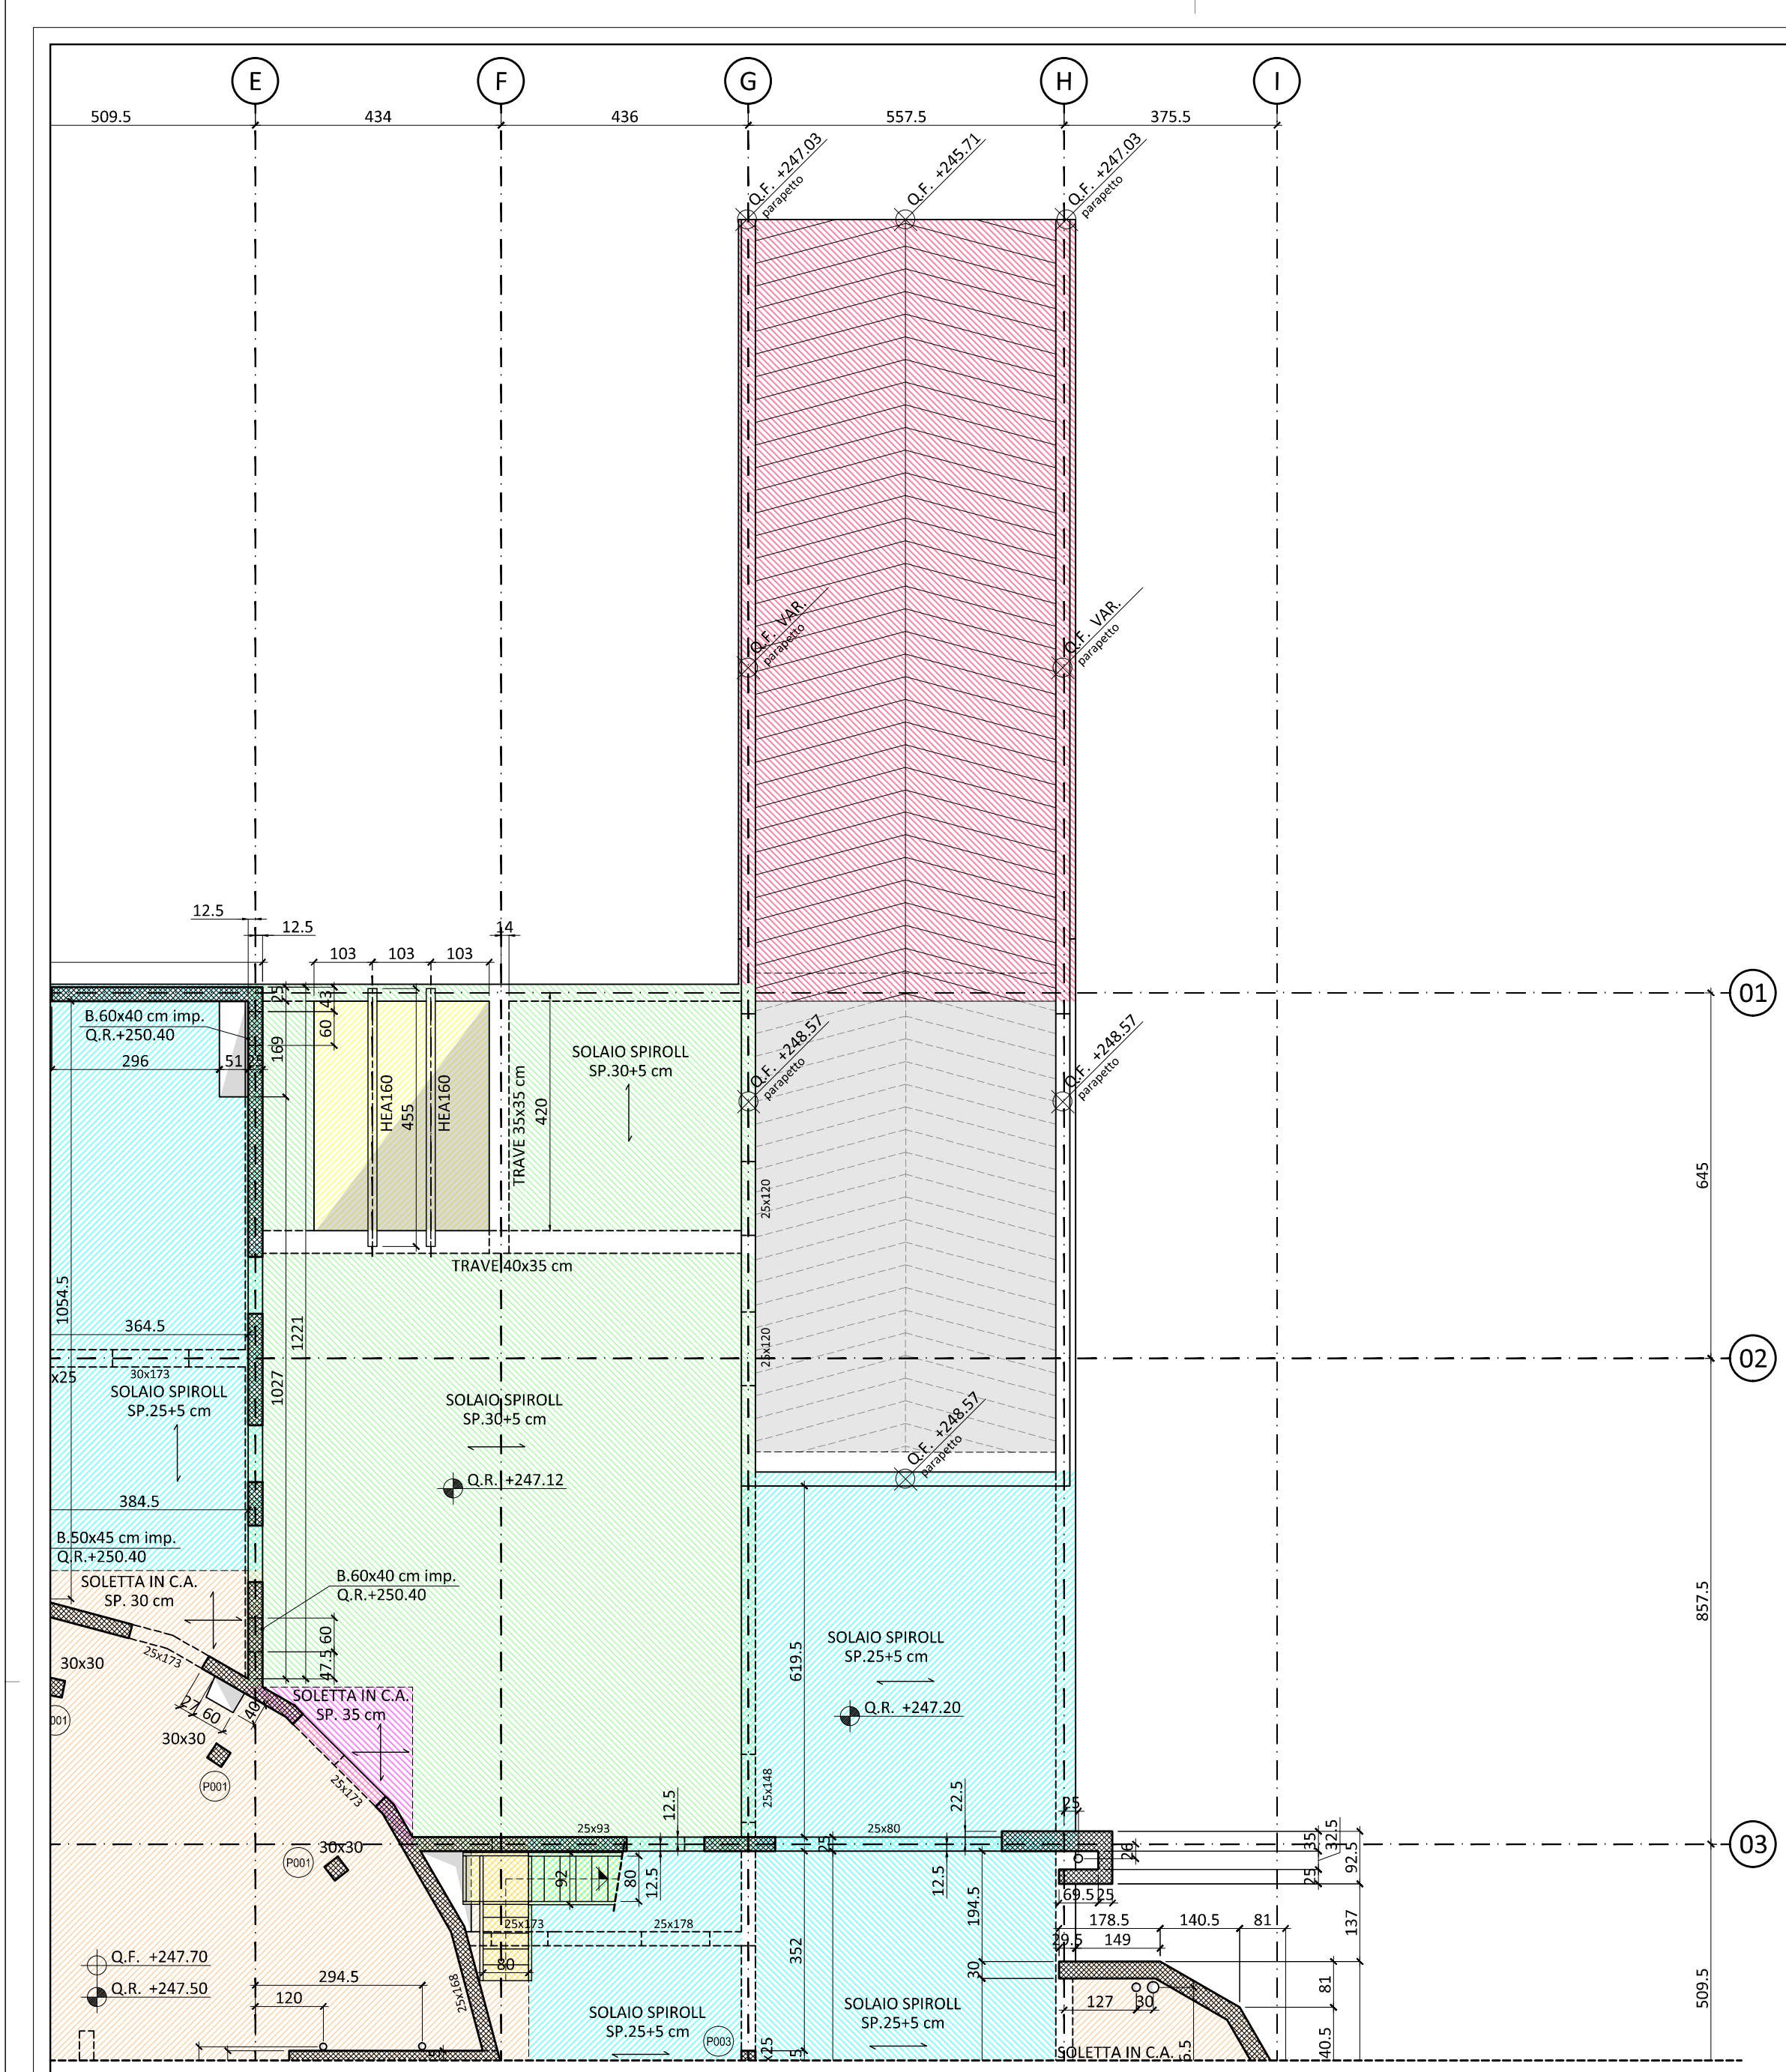 E
F
G
H
I
509.5
434
436
557.5
375.5
Q.F. +247.03
parapetto
Q.F. +245.71
Q.F. +247.03
parapetto
Q.F. VAR.
parapetto
Q.F. VAR.
parapetto
12.5
12.5
14
103
103
103
01
25
43
B.60x40 cm imp.
Q.R.+250.40
60
169
296
51
25
HEA160
455
HEA160
TRAVE 35x35 cm
420
SOLAIO SPIROLL
SP.30+5 cm
Q.F. +248.57
parapetto
Q.F. +248.57
parapetto
645
25x120
TRAVE 40x35 cm
1054.5
364.5
1221
25x120
02
30x173
x25
SOLAIO SPIROLL
SP.25+5 cm
1027
SOLAIO SPIROLL
SP.30+5 cm
Q.F. +248.57
parapetto
Q.R. +247.12
384.5
B.50x45 cm imp.
Q.R.+250.40
SOLETTA IN C.A.
SP. 30 cm
B.60x40 cm imp.
Q.R.+250.40
857.5
60
47.5
619.5
SOLAIO SPIROLL
SP.25+5 cm
25x173
30x30
Q.R. +247.20
SOLETTA IN C.A.
SP. 35 cm
27
60
40
001
30x30
P001
25x173
25x148
12.5
22.5
25
25x93
25
25x80
03
30x30
P001
92
80
12.5
12.5
26
35
32.5
92.5
25
69.5
25
194.5
137
178.5
140.5
81
25x173
25x178
29.5
149
352
30
Q.F. +247.70
Q.R. +247.50
80
294.5
120
25x168
81
509.5
127
30
SOLAIO SPIROLL
SP.25+5 cm
SOLAIO SPIROLL
SP.25+5 cm
P003
x25
40.5
SOLETTA IN C.A.